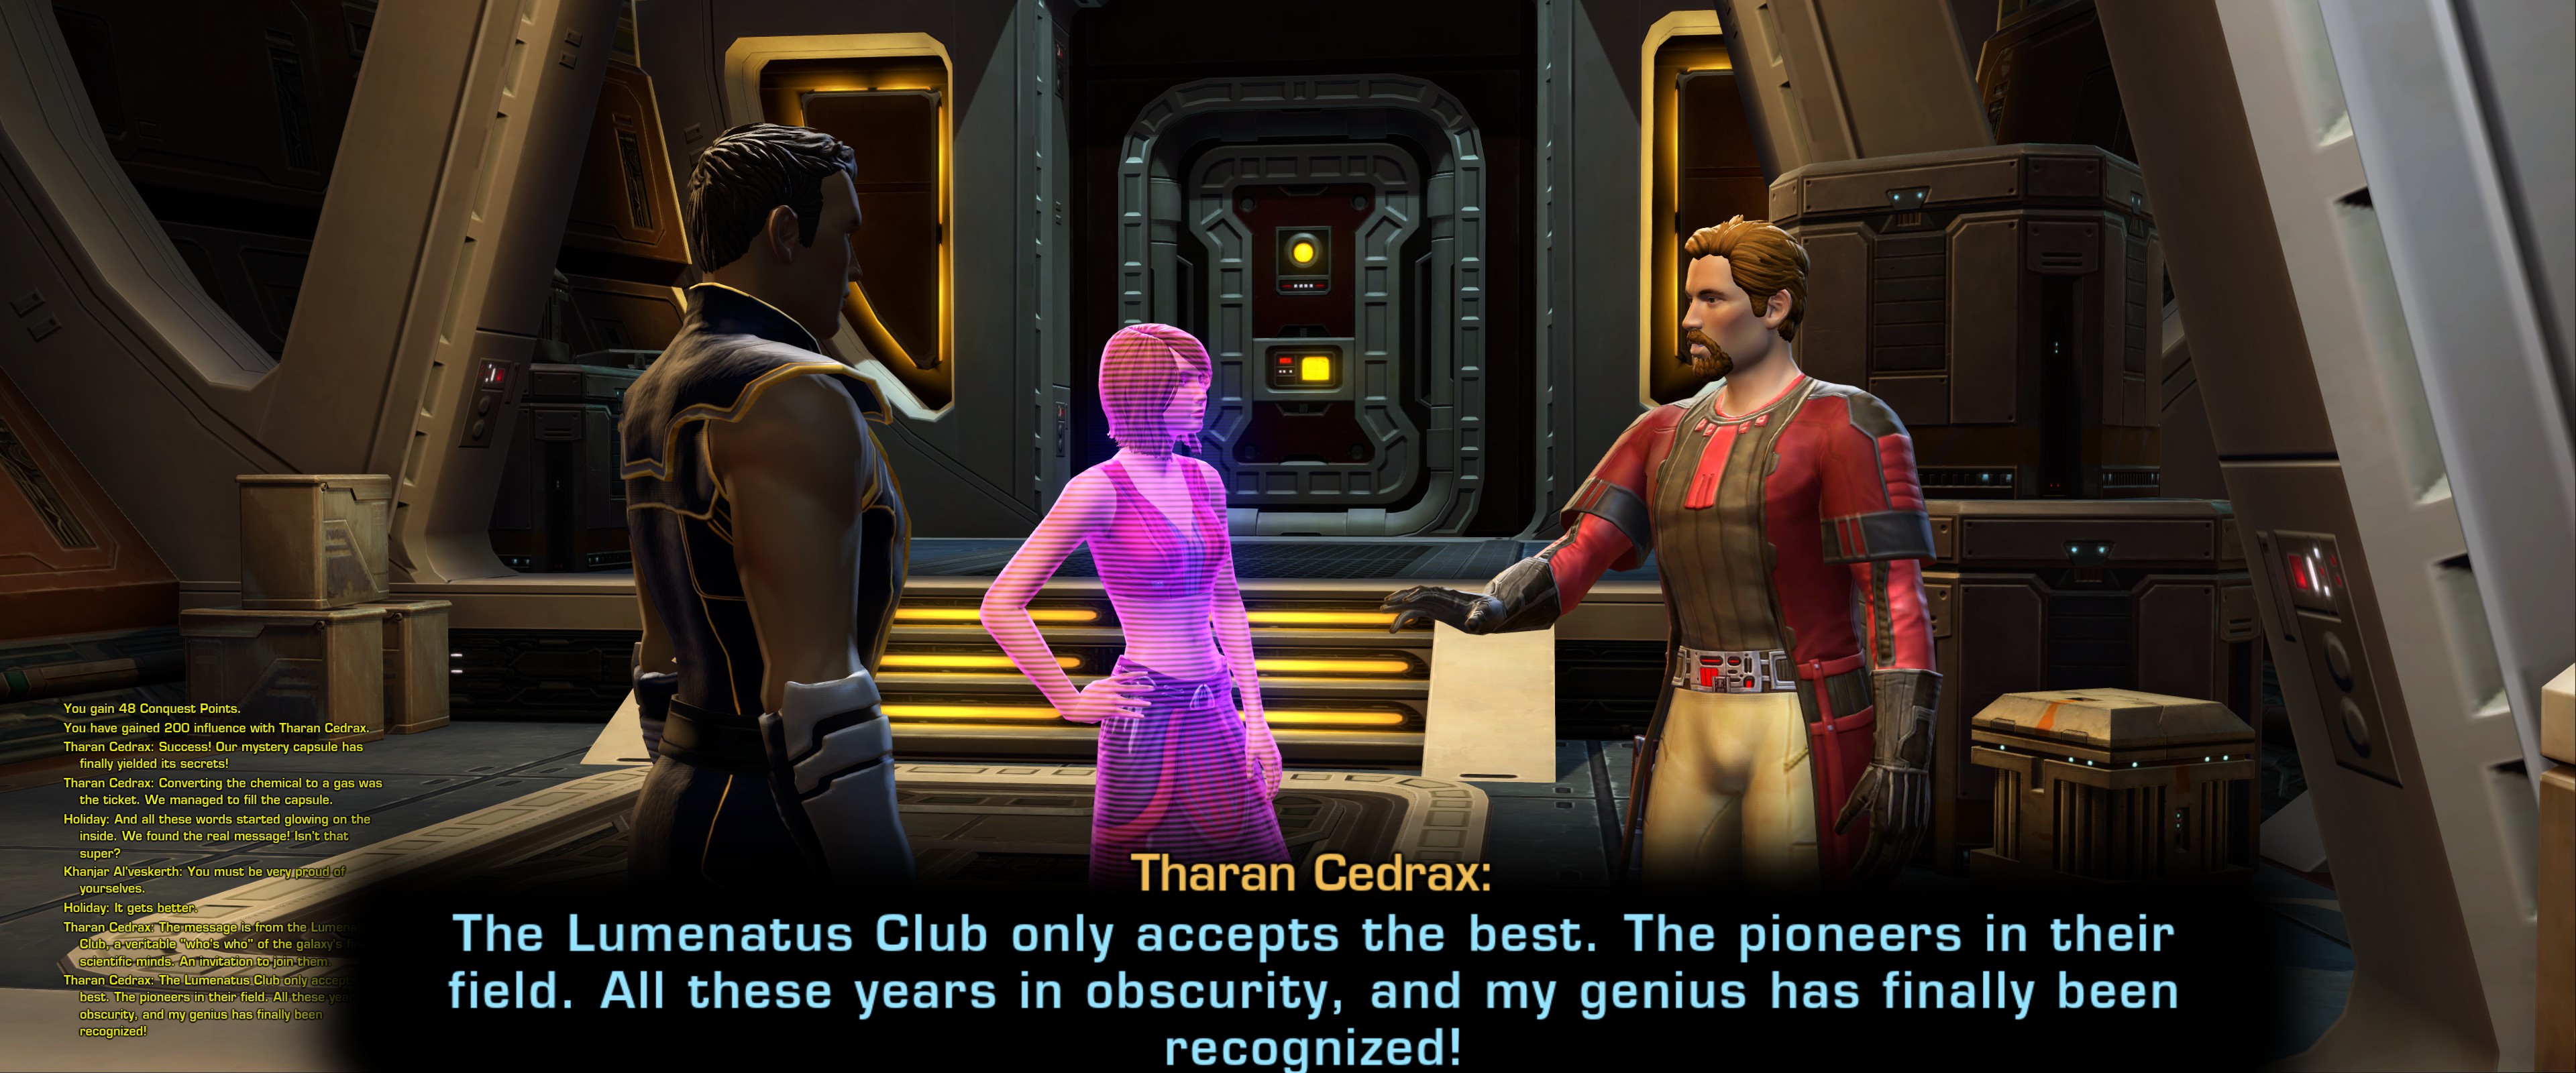 You gain 48 Conquest Points.
You have gained 200 influence with Tharan Cedrax.
Tharan Cedrax: Success! Our mystery capsule has
finally yielded its secrets!
Tharan Cedrax: Converting the chemical to a gas was
the ticket. We managed to fill the capsule.
Holiday: And all these words started glowing on the
inside. We found the real message! Isn't that
super?
Khanjar Al'veskerth: You must be very proud of
yourselves.
Holiday: It gets better.
Tharan Cedrax: The message is from the
Club, a veritable "who's who" of the galaxy's
scientific minds. An invitation to join them.
Tharan Cedrax: The Lumenatus Club only
best. The pioneers in their field. All these
obscurity, and my genius has finally been
recognized!
Tharan Cedrax:
The Lumenatus Club only accepts the best. The pioneers in their
field. All these years in obscurity, and my genius has finally been
recognized!